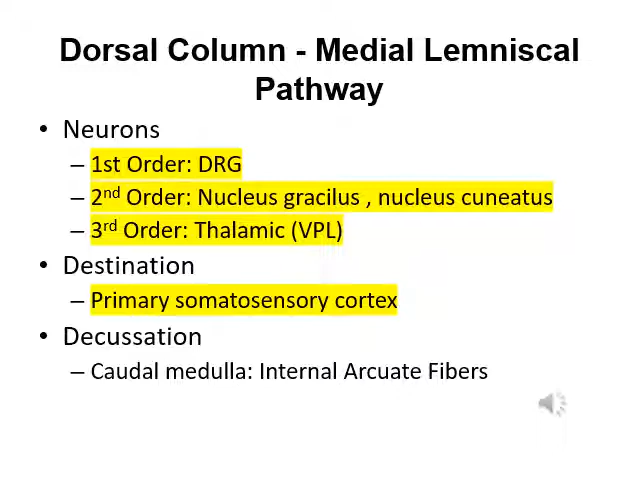 Dorsal Column - Medial Lemniscal
Pathway
• Neurons
– 1st Order: DRG
– 2nd Order: Nucleus gracilus , nucleus cuneatus
– 3rd Order: Thalamic (VPL)
• Destination
– Primary somatosensory cortex
• Decussation
– Caudal medulla: Internal Arcuate Fibers